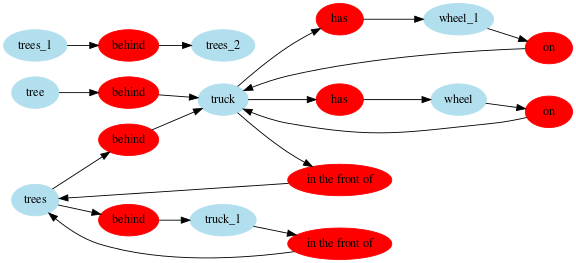 has
wheel_1
trees_1
behind
trees_2
on
tree
behind
truck
has
wheel
on
behind
in the front of
trees
behind
truck_1
in the front of